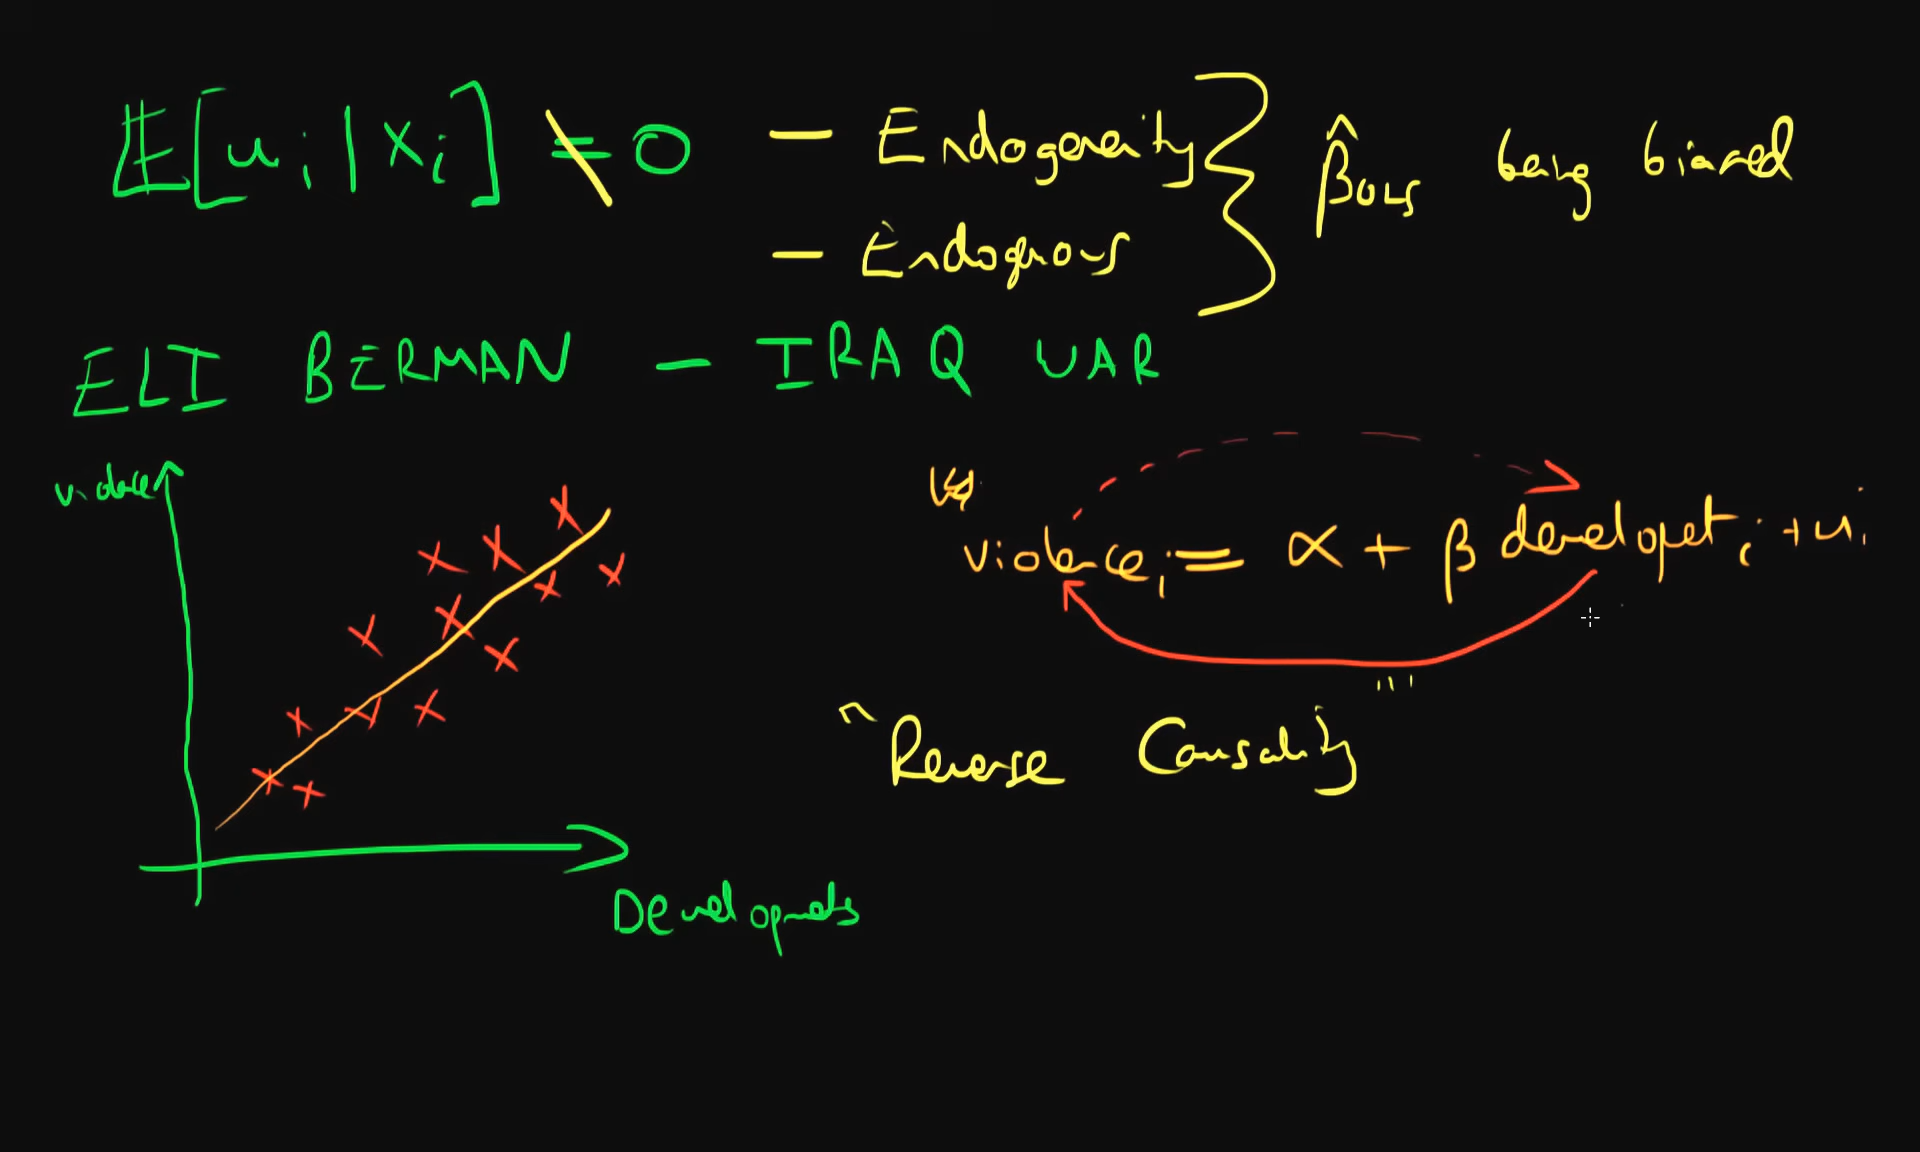 E[u_i | x_i] ≠ 0 — Endogeneity
— Endogenous
β̂_OLS being biased
ELI BERMAN — IRAQ WAR
violence
violence_i = α + β development_i + u_i
"Reverse Causality"
Developments